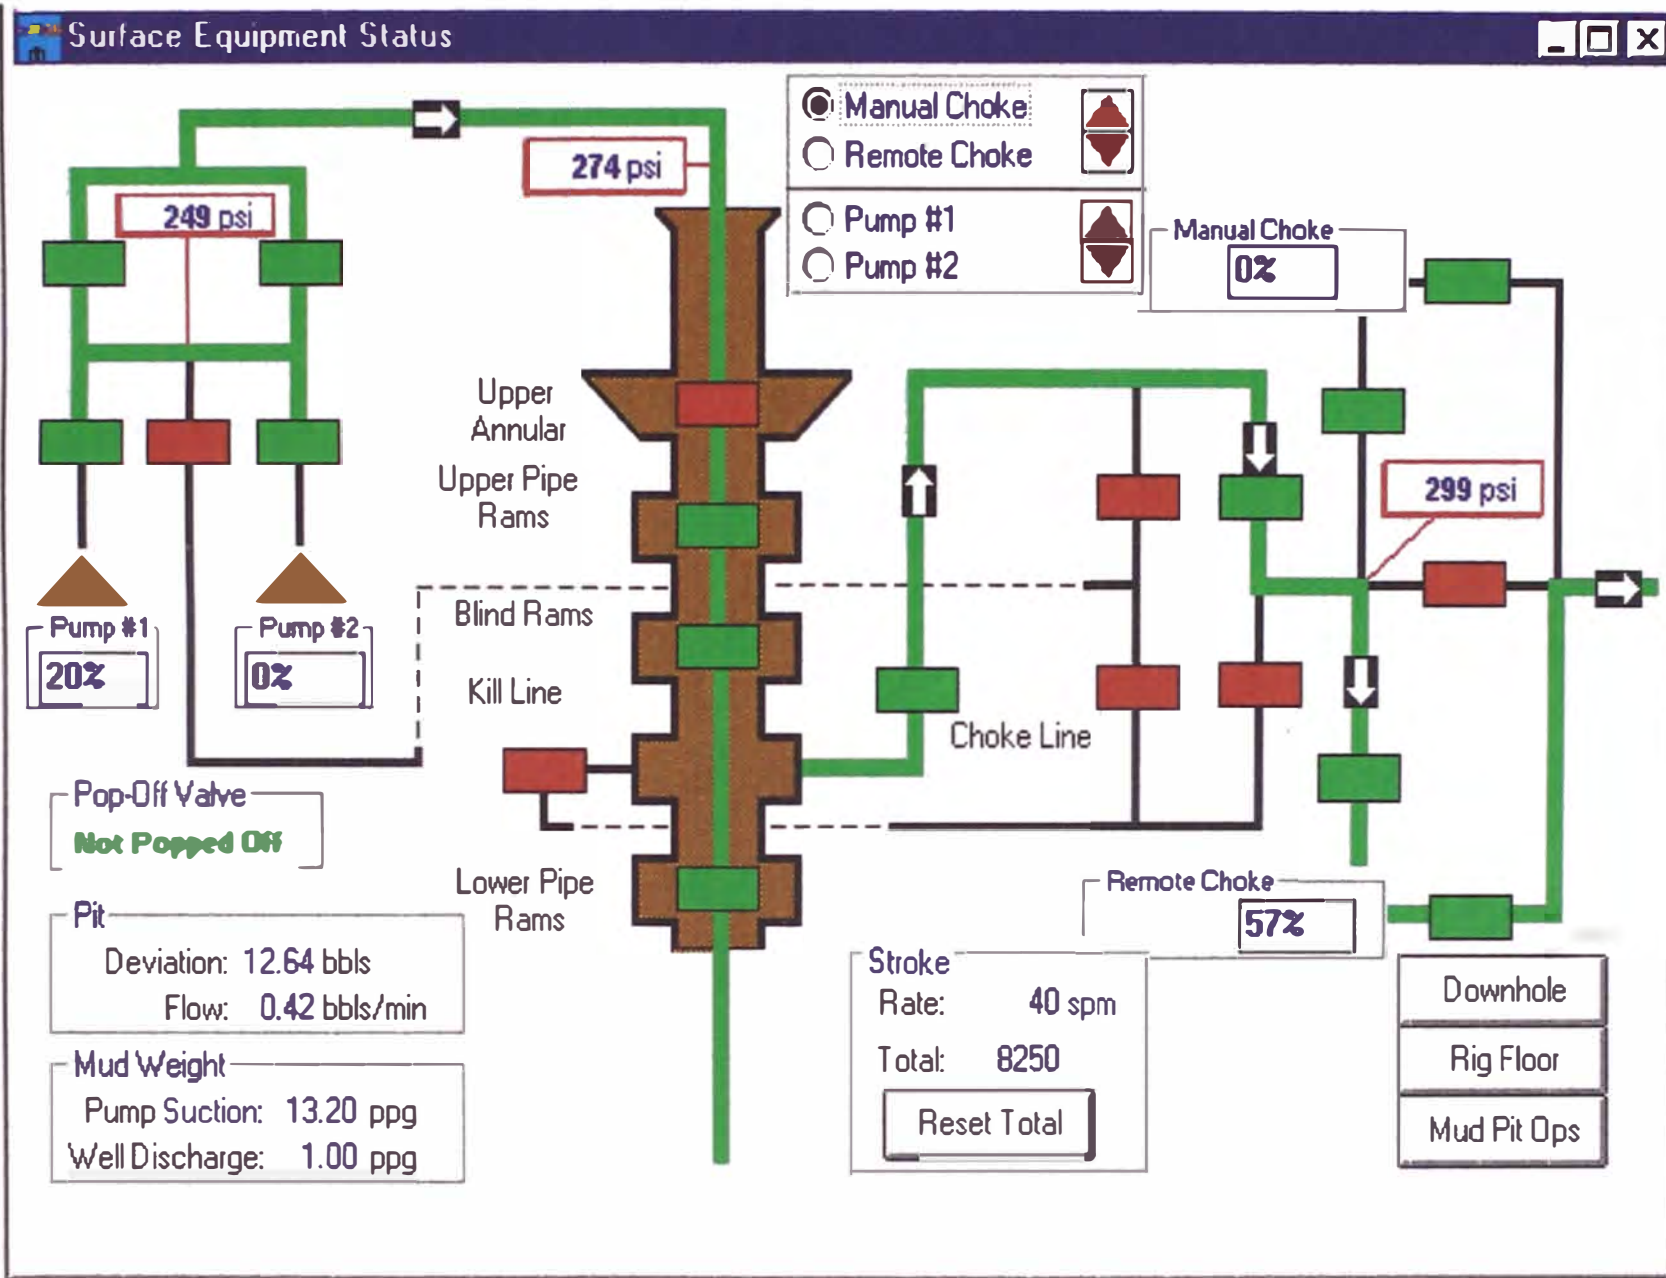 Surface Equipment Status
Manual Choke
Remote Choke
274 psi
249 psi
Pump #1
Pump #2
Manual Choke
0%
Upper
Annular
Upper Pipe
Rams
299 psi
Blind Rams
Pump #1
20%
Pump #2
0%
Kill Line
Choke Line
Pop-Off Valve
Not Popped Off
Lower Pipe
Rams
Remote Choke
57%
Pit
Deviation: 12.64 bbls
Flow: 0.42 bbls/min
Stroke
Rate: 40 spm
Total: 8250
Reset Total
Downhole
Rig Floor
Mud Pit Ops
Mud Weight
Pump Suction: 13.20 ppg
Well Discharge: 1.00 ppg